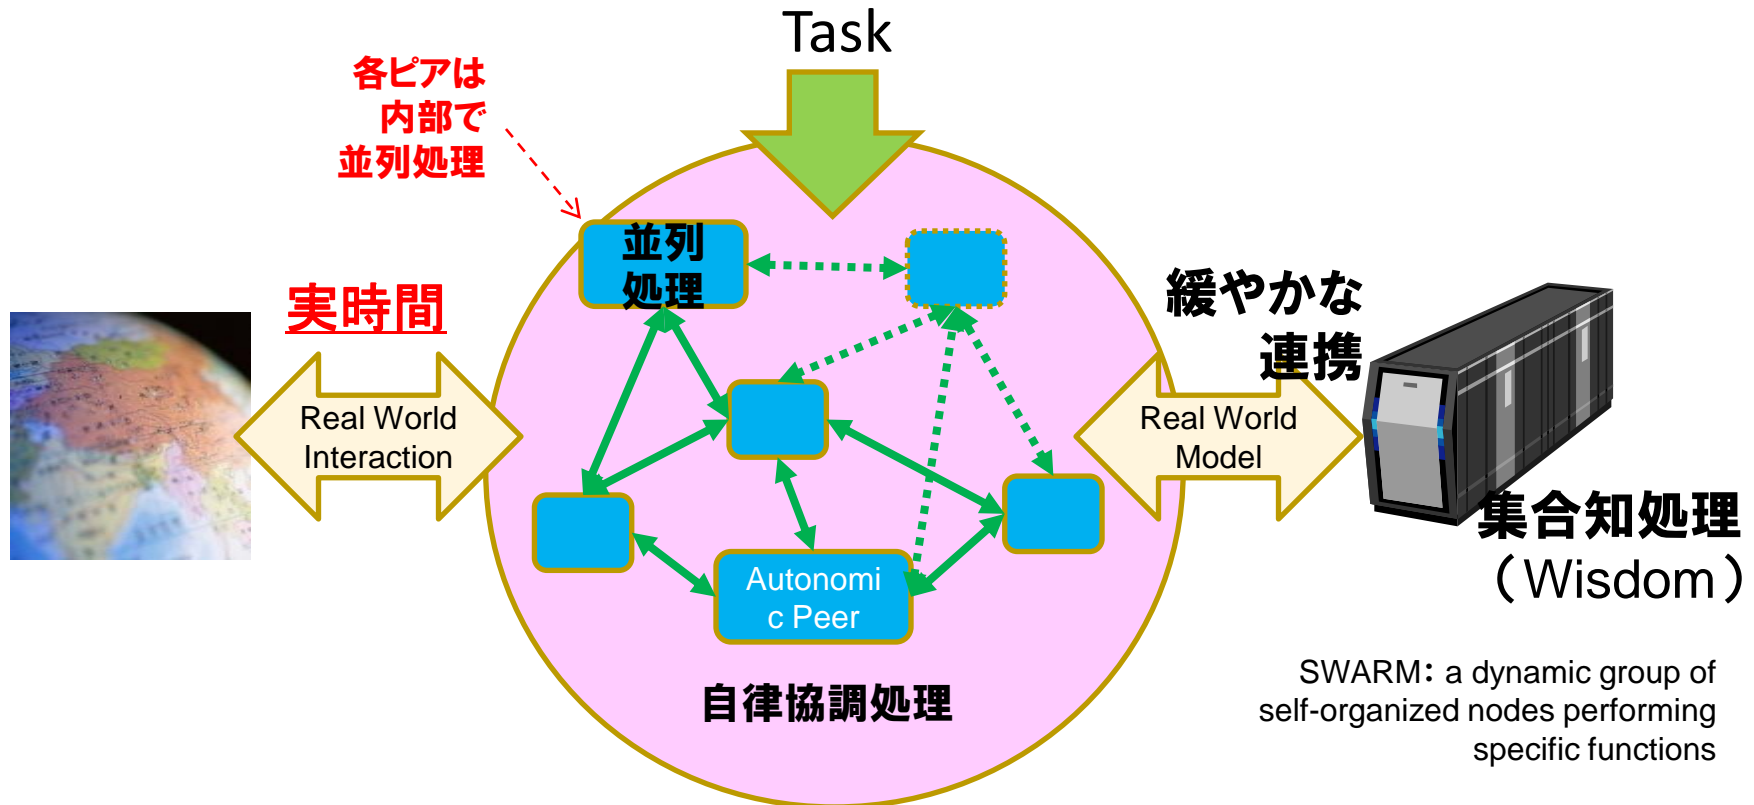 Task
各ピアは
内部で
並列処理
並列
処理
実時間
緩やかな
連携
Real World
Interaction
Real World
Model
Autonomi
c Peer
集合知処理
（Wisdom）
自律協調処理
SWARM： a dynamic group of
self-organized nodes performing
specific functions